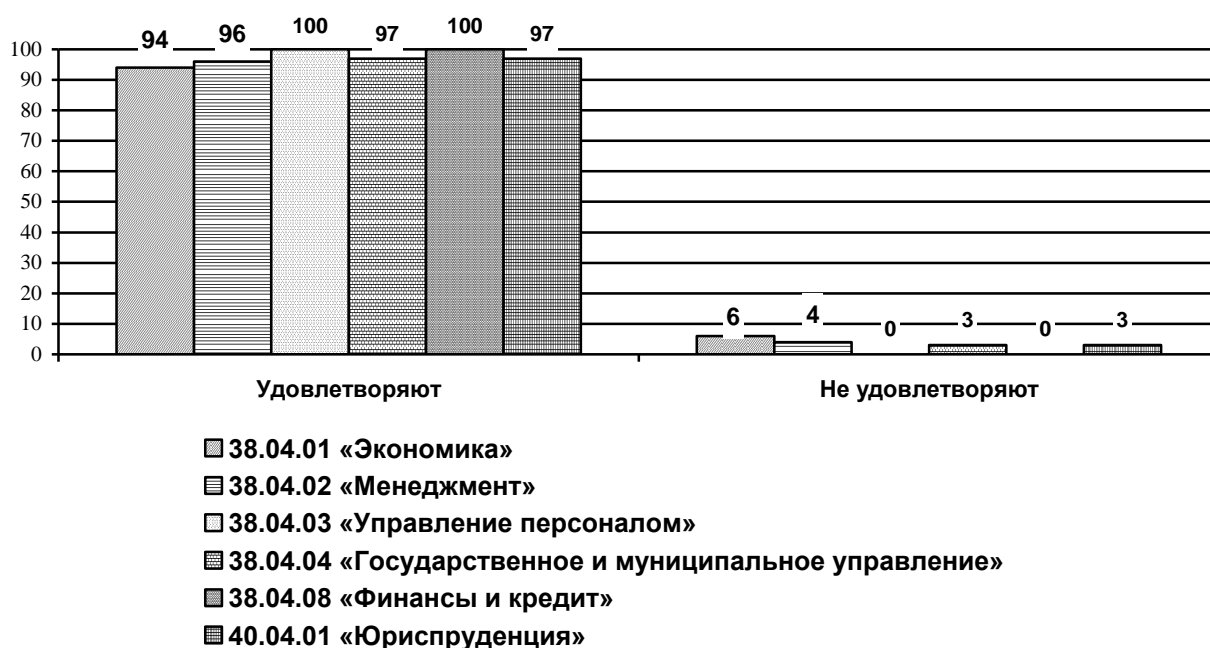 94 96 100 97 100 97
100
90
80
70
60
50
40
30
20
10
0
6 4 0 3 0 3
Удовлетворяют Не удовлетворяют
38.04.01 «Экономика»
38.04.02 «Менеджмент»
38.04.03 «Управление персоналом»
38.04.04 «Государственное и муниципальное управление»
38.04.08 «Финансы и кредит»
40.04.01 «Юриспруденция»